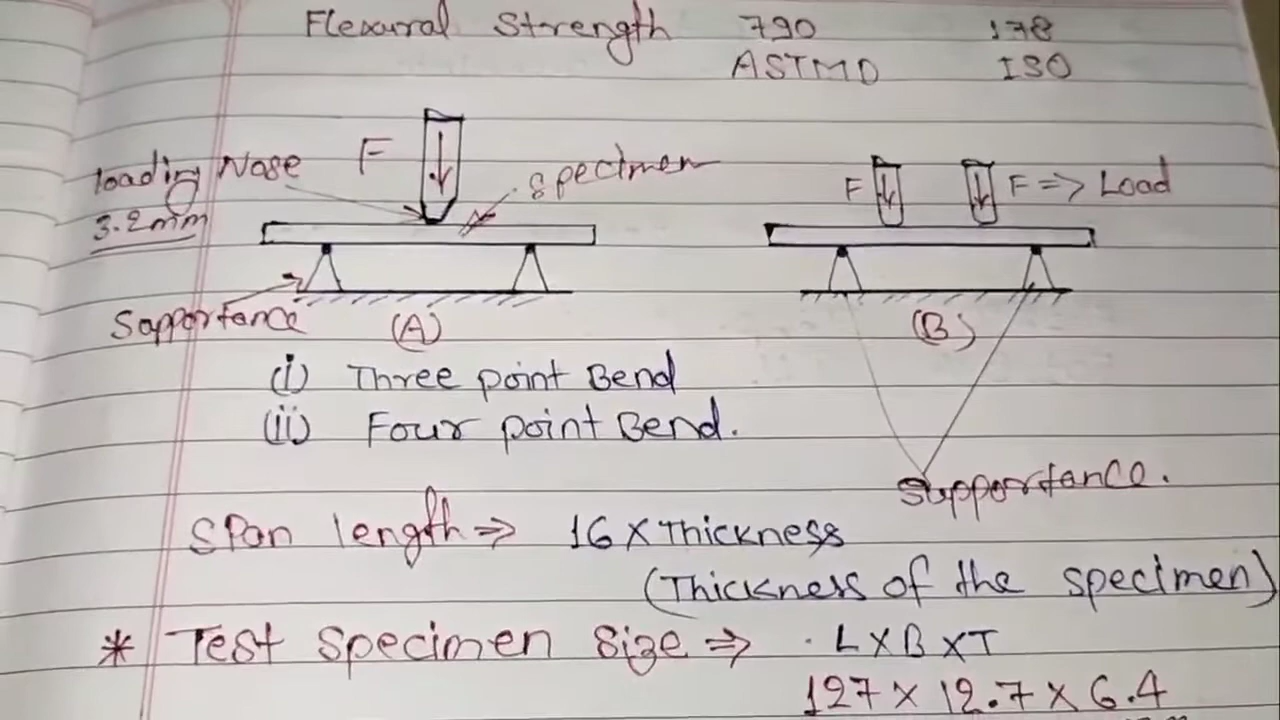 Flexural Strength 790 178
ASTMD ISO
loading Nose F specimen
3.2mm
F F => Load
Supportance (A) (B)
(i) Three point Bend
(ii) Four point Bend.
Supportance.
Span length => 16 X Thickness
(Thickness of the specimen)
* Test specimen size => L X B X T
127 X 12.7 X 6.4